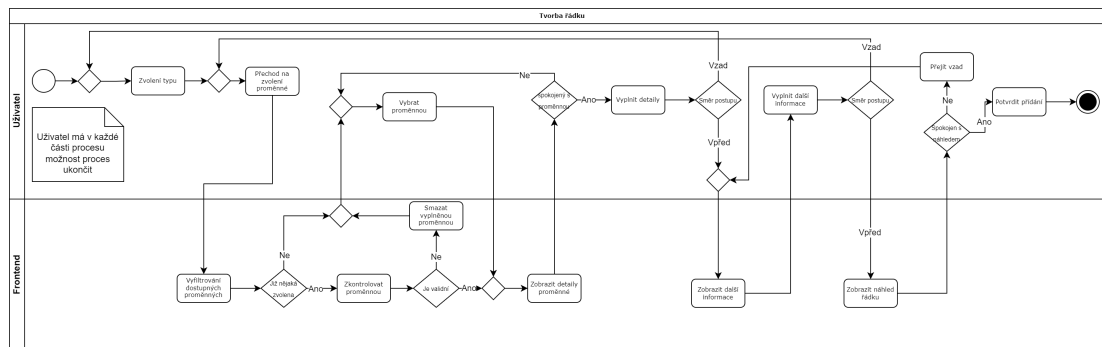 Tvorba řádku
Uživatel
Vzad
Vzad
Zvolení typu
Přechod na
zvolení
proměnné
Ne
Vybrat
proměnnou
spokojený s
proměnnou
Ano
Vyplnit detaily
Směr postupu
Vpřed
Vyplnit další
informace
Směr postupu
Přejít vzad
Ne
Spokojen s
náhledem
Ano
Potvrdit přidání
Uživatel má v každé
části procesu
možnost proces
ukončit
Frontend
Smazat
vyplněnou
proměnnou
Ne
Ne
Vpřed
Vyfiltrování
dostupných
proměnných
Již nějaká
zvolena
Ano
Zkontrolovat
proměnnou
Je validní
Ano
Zobrazit detaily
proměnné
Zobrazit další
informace
Zobrazit náhled
řádku